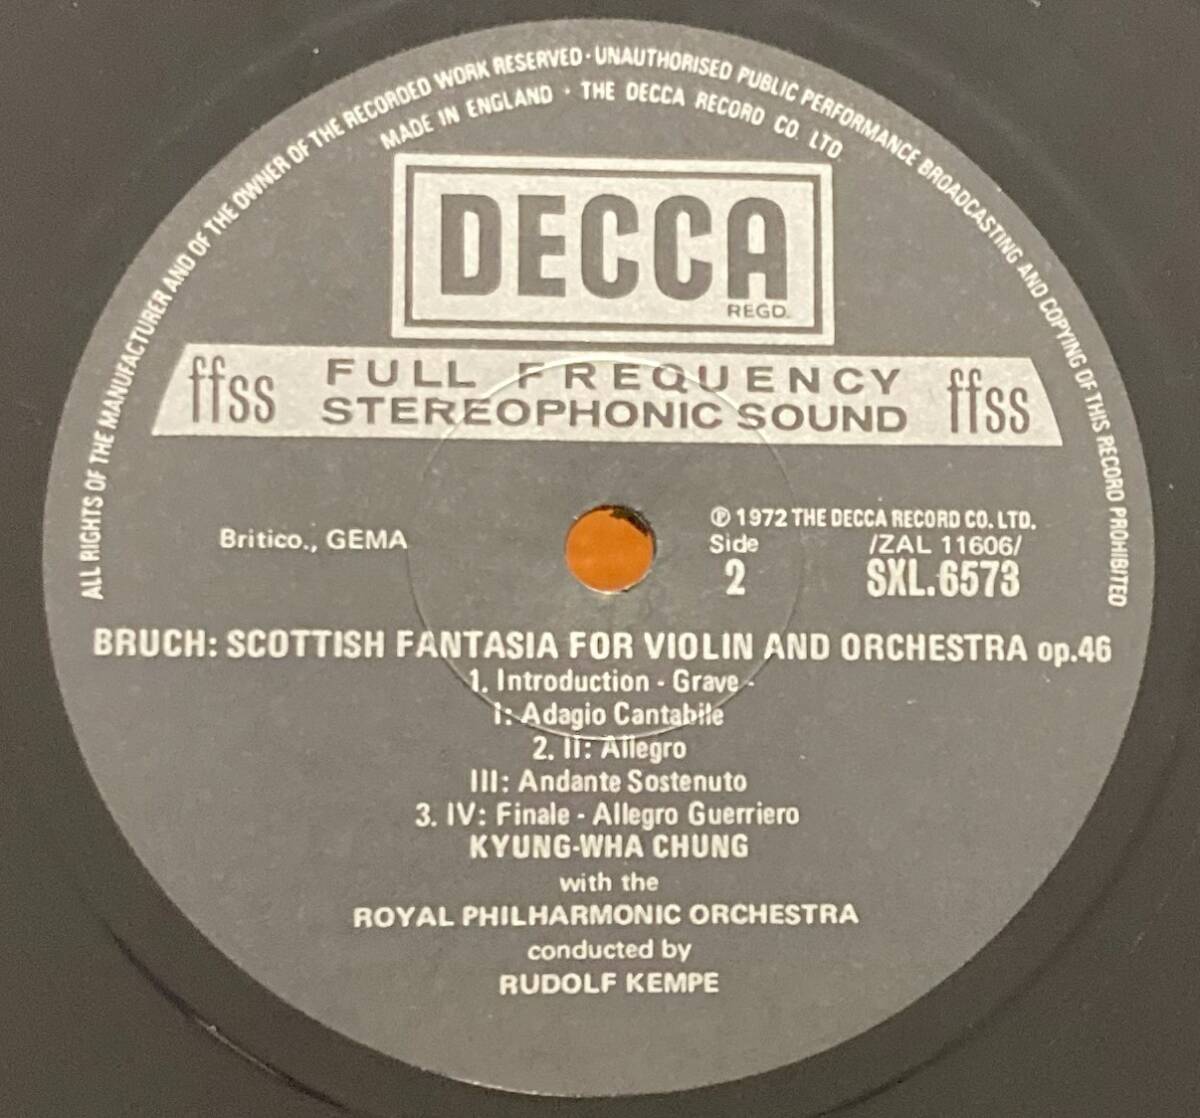 ALL RIGHTS OF THE MANUFACTURER AND OF THE OWNER OF THE RECORDED WORK RESERVED · UNAUTHORISED PUBLIC PERFORMANCE BROADCASTING AND COPYING OF THIS RECORD PROHIBITED
MADE IN ENGLAND · THE DECCA RECORD CO. LTD.
DECCA
REGD.
ffss FULL FREQUENCY ffss
STEREOPHONIC SOUND
℗ 1972 THE DECCA RECORD CO. LTD.
Britico., GEMA
Side /ZAL 11606/
2 SXL.6573
BRUCH: SCOTTISH FANTASIA FOR VIOLIN AND ORCHESTRA op.46
1. Introduction - Grave -
I: Adagio Cantabile
2. II: Allegro
III: Andante Sostenuto
3. IV: Finale - Allegro Guerriero
KYUNG-WHA CHUNG
with the
ROYAL PHILHARMONIC ORCHESTRA
conducted by
RUDOLF KEMPE